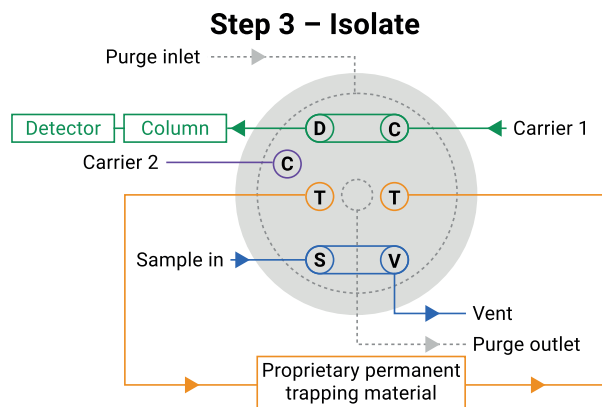 Step 3 – Isolate
Purge inlet
Detector
Column
D
C
Carrier 1
Carrier 2
C
T
T
Sample in
S
V
Vent
Purge outlet
Proprietary permanent
trapping material